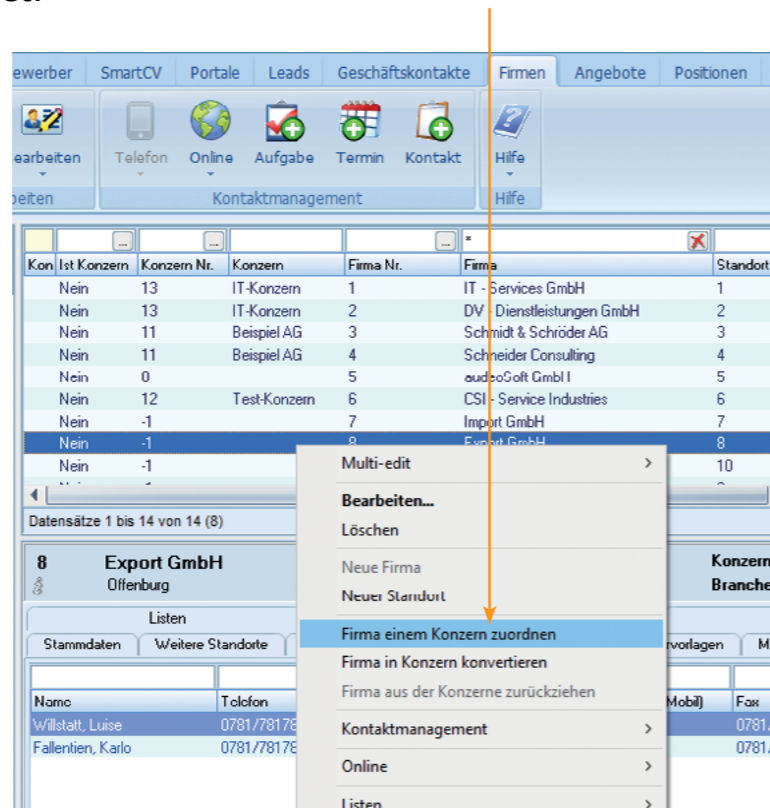 ewerber SmartCV Portale Leads Geschäftskontakte Firmen Angebote Positionen
earbeiten Telefon Online Aufgabe Termin Kontakt Hilfe
eiten Kontaktmanagement Hilfe
... ... ... *
Kon Ist Konzern Konzern Nr. Konzern Firma Nr. Firma Standort
Nein 13 IT-Konzern 1 IT - Services GmbH 1
Nein 13 IT-Konzern 2 DV - Dienstleistungen GmbH 2
Nein 11 Beispiel AG 3 Schmidt & Schröder AG 3
Nein 11 Beispiel AG 4 Schneider Consulting 4
Nein 0 5 audeoSoft GmbH 5
Nein 12 Test-Konzern 6 CSI - Service Industries 6
Nein -1 7 Import GmbH 7
Nein -1 8 Export GmbH 8
Nein -1 10
Datensätze 1 bis 14 von 14 (8)
8 Export GmbH Konzern
Offenburg Branche
Listen
Stammdaten Weitere Standorte rvorlagen M
Name Telefon Mobil) Fax
Willstatt, Luise 0781/78178 0781/
Fallentien, Karlo 0781/78178 0781/
Multi-edit
Bearbeiten...
Löschen
Neue Firma
Neuer Standort
Firma einem Konzern zuordnen
Firma in Konzern konvertieren
Firma aus der Konzerne zurückziehen
Kontaktmanagement
Online
Listen